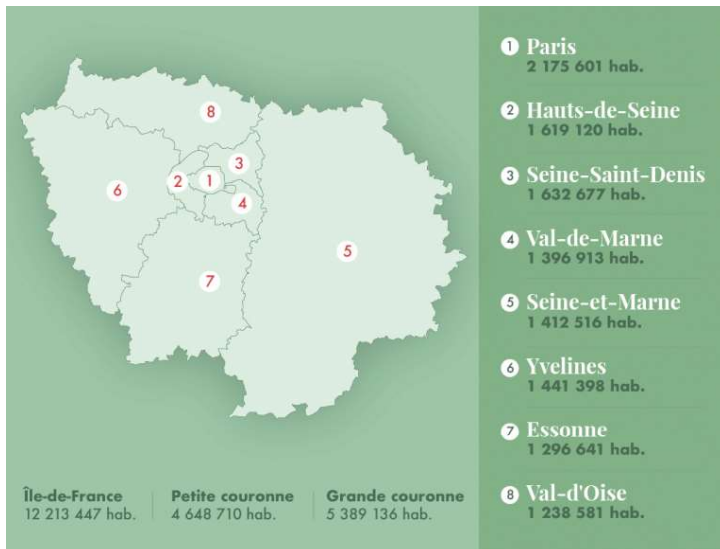 8
3
2
1
6
4
5
7
Île-de-France
12 213 447 hab.
Petite couronne
4 648 710 hab.
Grande couronne
5 389 136 hab.
1 Paris
2 175 601 hab.
2 Hauts-de-Seine
1 619 120 hab.
3 Seine-Saint-Denis
1 632 677 hab.
4 Val-de-Marne
1 396 913 hab.
5 Seine-et-Marne
1 412 516 hab.
6 Yvelines
1 441 398 hab.
7 Essonne
1 296 641 hab.
8 Val-d'Oise
1 238 581 hab.